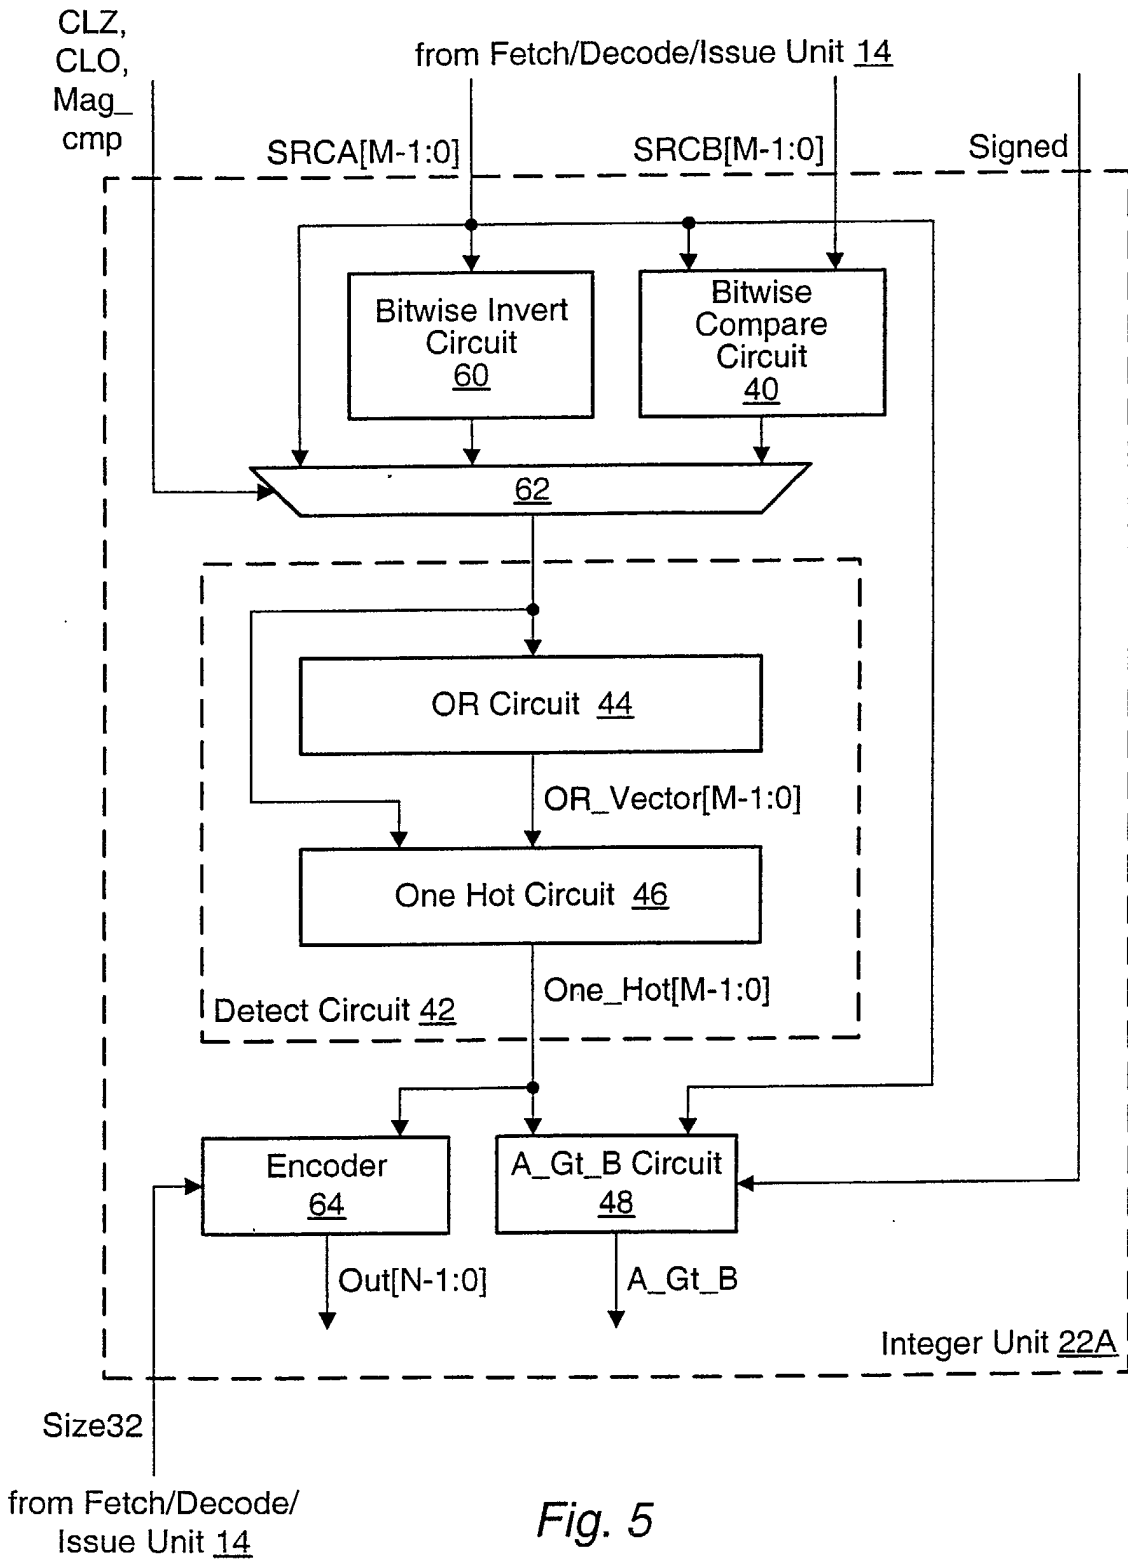 CLZ,
CLO,
Mag_
cmp
from Fetch/Decode/Issue Unit 14
SRCA[M-1:0]
SRCB[M-1:0]
Signed
Bitwise Invert
Circuit
60
Bitwise
Compare
Circuit
40
62
OR Circuit 44
OR_Vector[M-1:0]
One Hot Circuit 46
One_Hot[M-1:0]
Detect Circuit 42
Encoder
64
A_Gt_B Circuit
48
Out[N-1:0]
A_Gt_B
Integer Unit 22A
Size32
from Fetch/Decode/
Issue Unit 14
Fig. 5